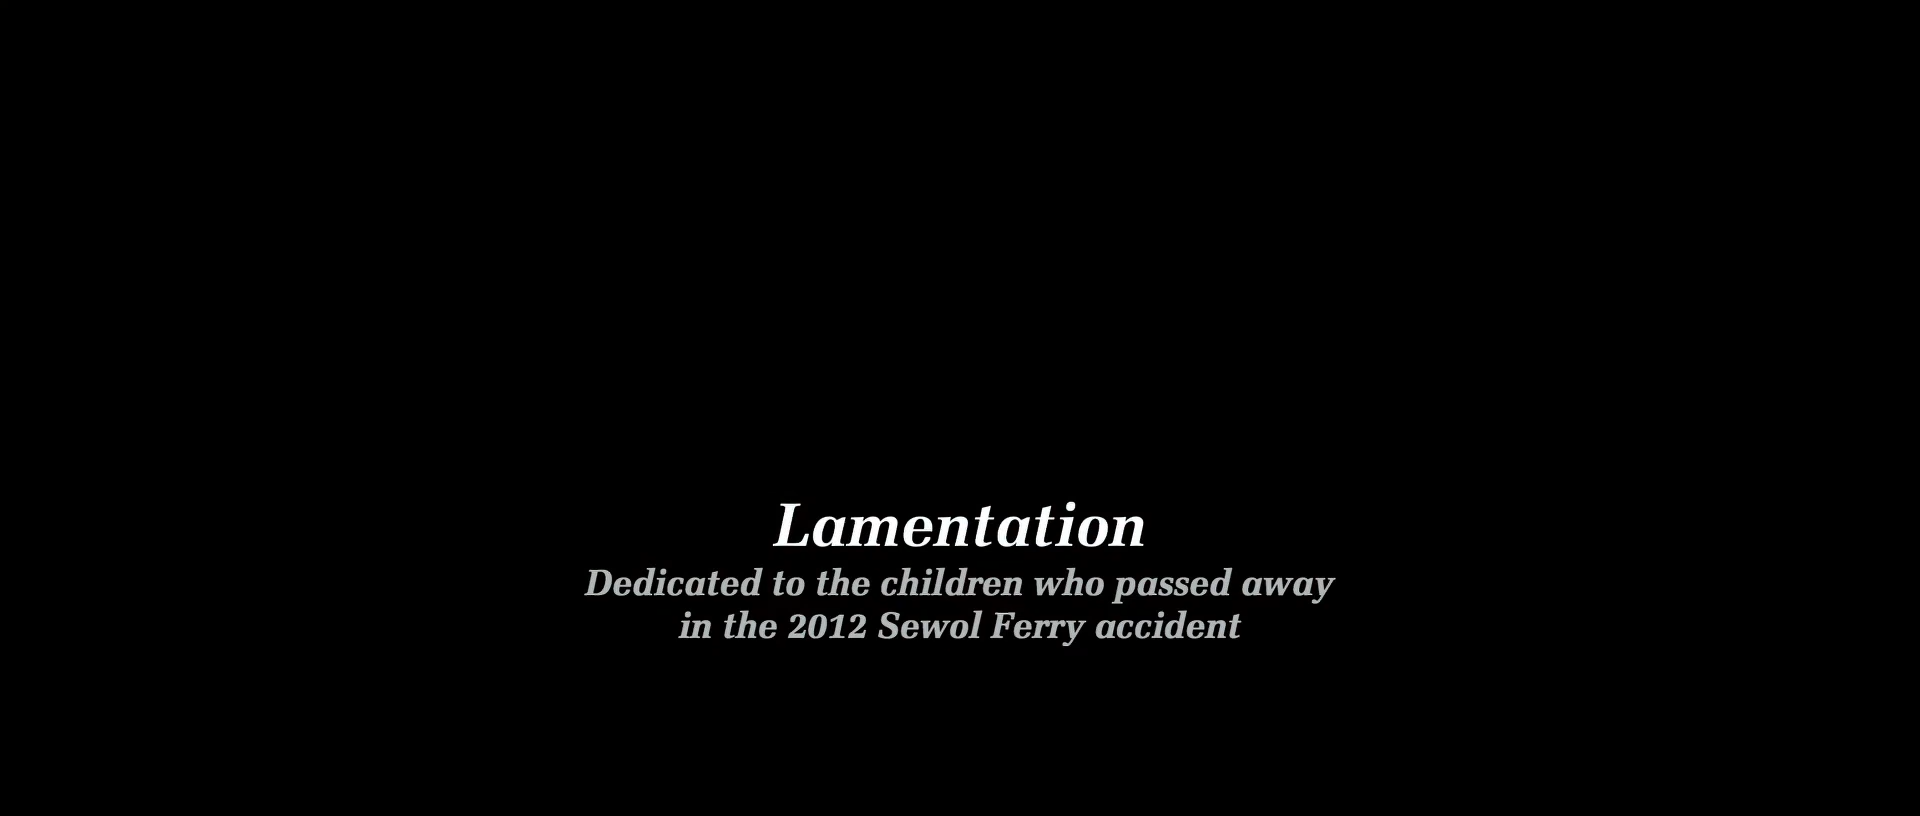 Lamentation
Dedicated to the children who passed away
in the 2012 Sewol Ferry accident